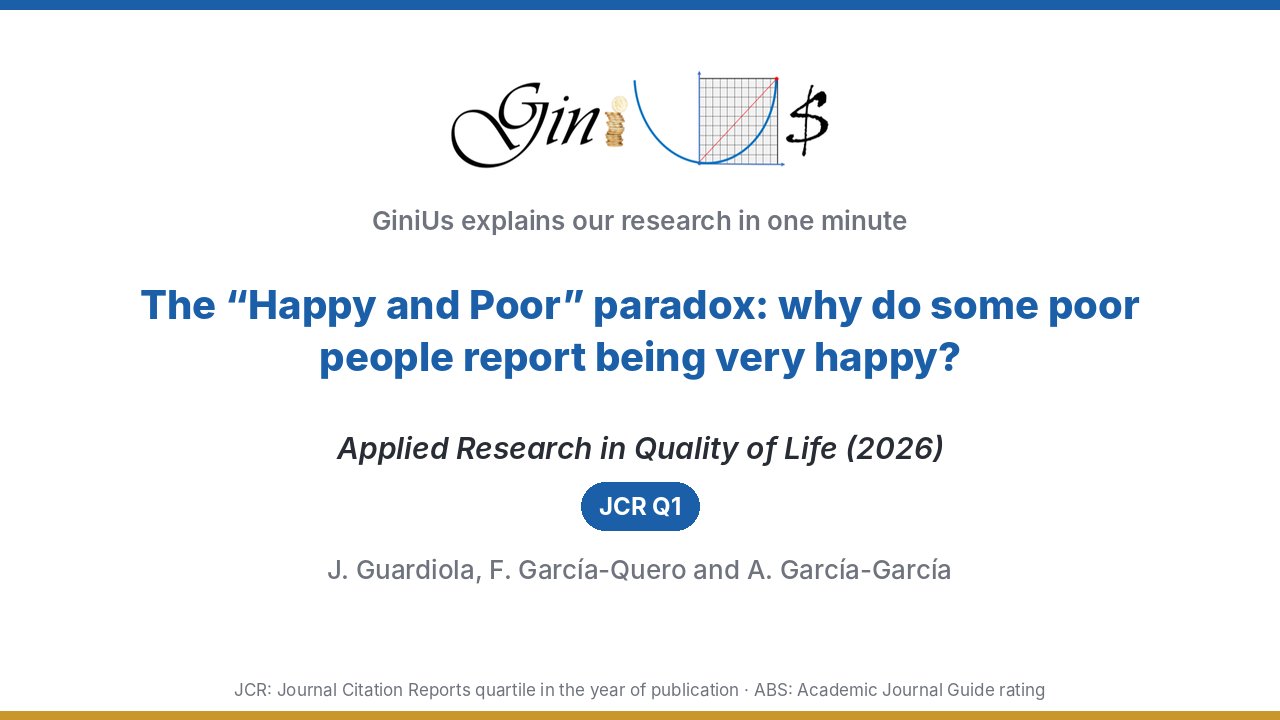 GiniU$
GiniUs explains our research in one minute
The “Happy and Poor” paradox: why do some poor
people report being very happy?
Applied Research in Quality of Life (2026)
JCR Q1
J. Guardiola, F. García-Quero and A. García-García
JCR: Journal Citation Reports quartile in the year of publication · ABS: Academic Journal Guide rating